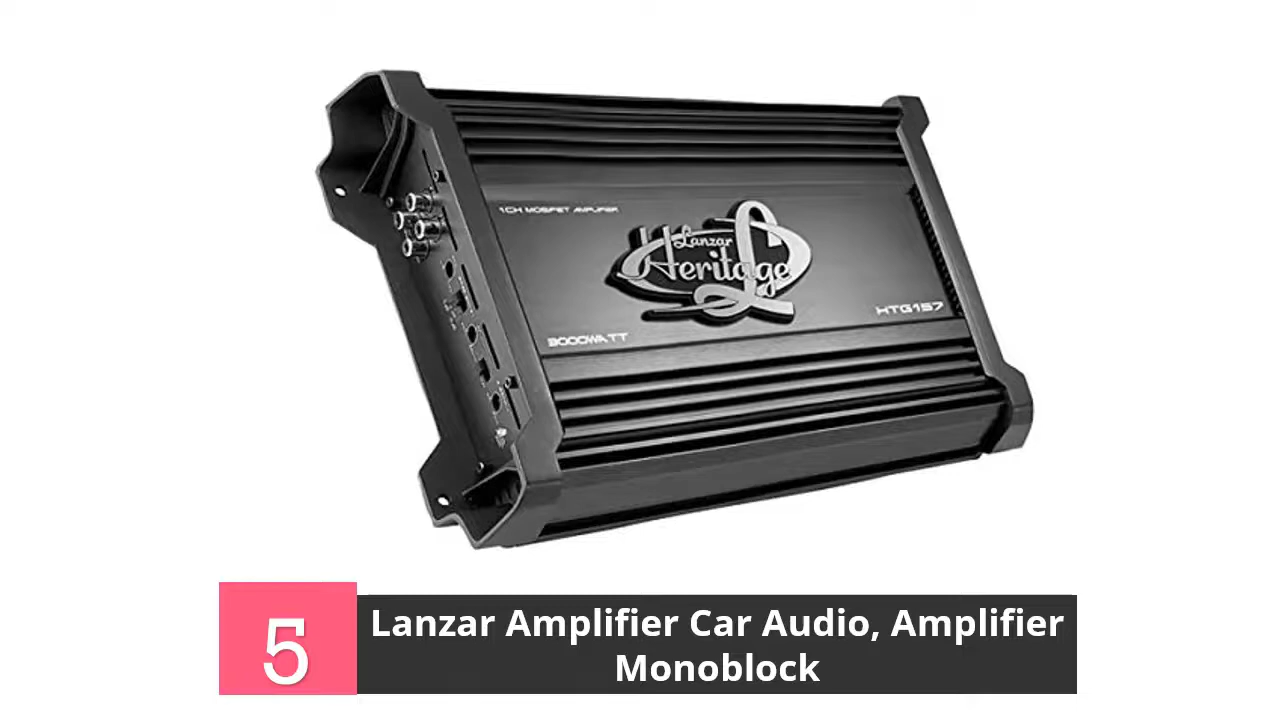 1CH MOSFET AMPLIFIER
Lanzar
Heritage
HTG157
3000WATT
5
Lanzar Amplifier Car Audio, Amplifier
Monoblock